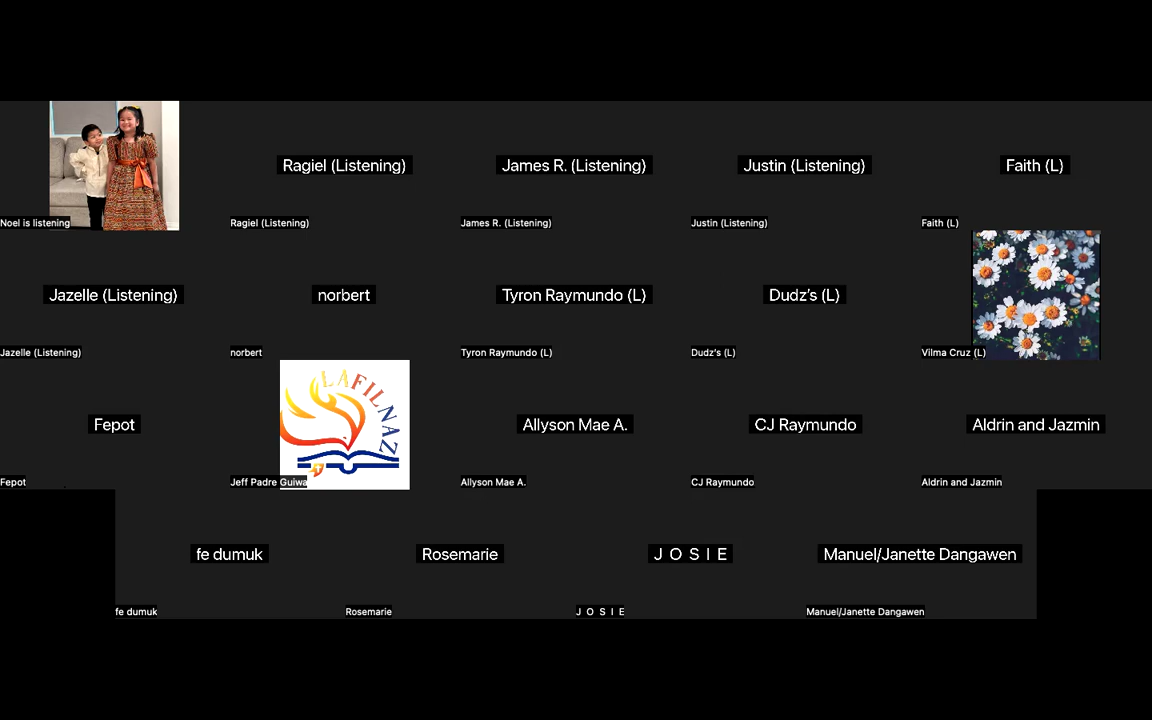 Noel is listening
Ragiel (Listening)
Ragiel (Listening)
James R. (Listening)
James R. (Listening)
Justin (Listening)
Justin (Listening)
Faith (L)
Faith (L)
Jazelle (Listening)
Jazelle (Listening)
norbert
norbert
Tyron Raymundo (L)
Tyron Raymundo (L)
Dudz's (L)
Dudz's (L)
Vilma Cruz (L)
Fepot
Fepot
LAFILNAZ
Jeff Padre Guiwa
Allyson Mae A.
Allyson Mae A.
CJ Raymundo
CJ Raymundo
Aldrin and Jazmin
Aldrin and Jazmin
fe dumuk
fe dumuk
Rosemarie
Rosemarie
J O S I E
J O S I E
Manuel/Janette Dangawen
Manuel/Janette Dangawen